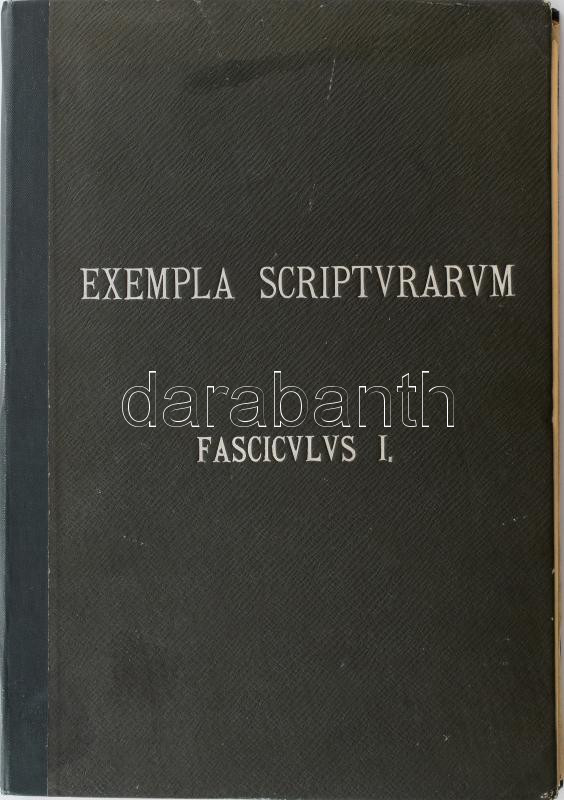 EXEMPLA SCRIPTVRARVM
darabanth
FASCICVLVS I.